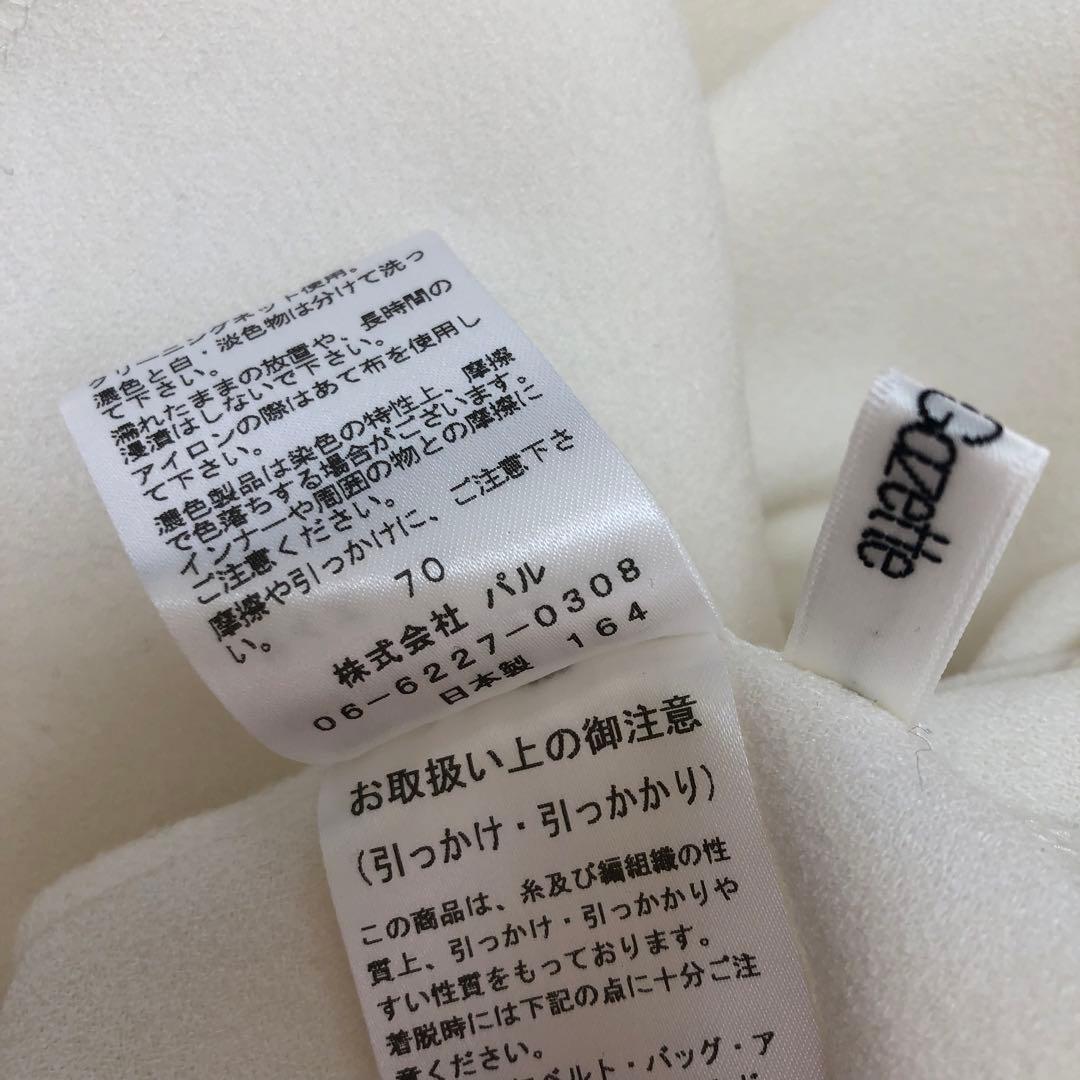 クリーニングネット使用。
濃色と白・淡色物は分けて洗っ
て下さい。
濡れたままの放置や、長時間の
浸漬はしないで下さい。
アイロンの際はあて布を使用し
て下さい。
濃色製品は染色の特性上、摩擦
で色落ちする場合がございます。
インナーや周囲の物との摩擦に
ご注意ください。
摩擦や引っかけに、ご注意下さ
い。
70
株式会社 パル
06-6227-0308
日本製 164
お取扱い上の御注意
(引っかけ・引っかかり)
この商品は、糸及び編組織の性
質上、引っかけ・引っかかりや
すい性質をもっております。
着脱時には下記の点に十分ご注
意ください。
ベルト・バッグ・ア
Gazette